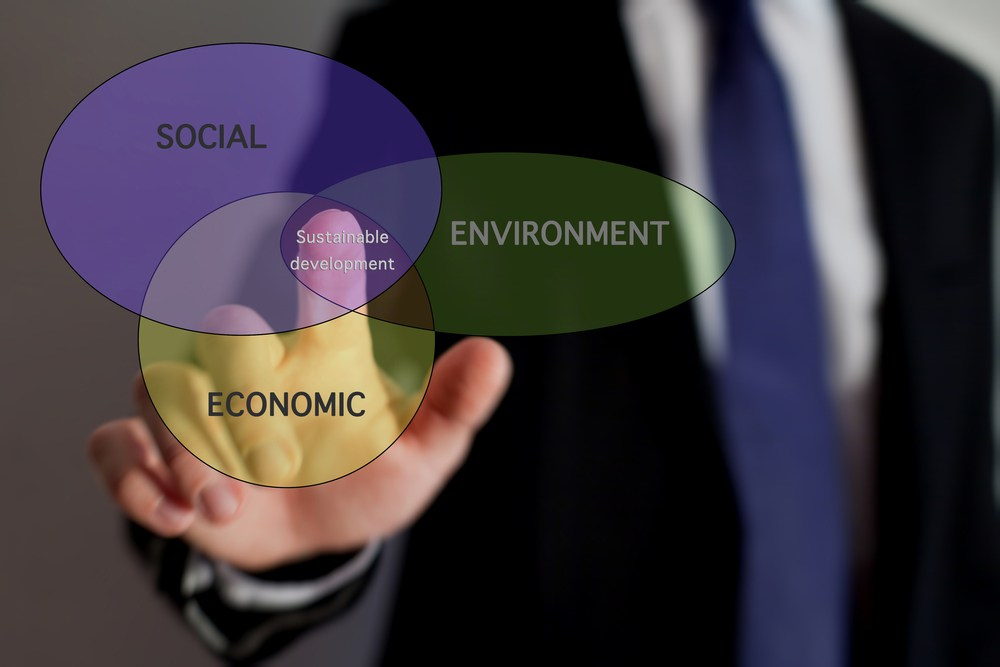 SOCIAL
ENVIRONMENT
Sustainable
development
ECONOMIC